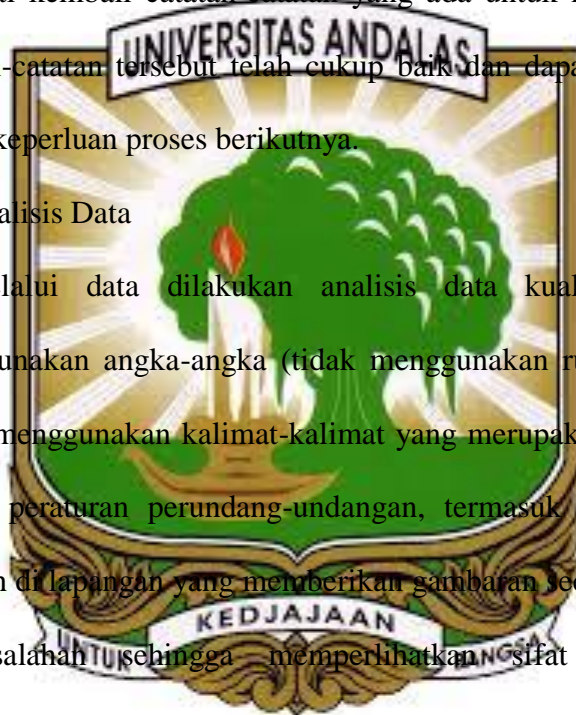 kembali catatan-catatan yang ada untuk
UNIVERSITAS ANDALAS
-catatan tersebut telah cukup baik dan dapa
keperluan proses berikutnya.
alisis Data
lalui data dilakukan analisis data kual
unakan angka-angka (tidak menggunakan ru
menggunakan kalimat-kalimat yang merupak
peraturan perundang-undangan, termasuk
n di lapangan yang memberikan gambaran sec
KEDJAJAAN
UNTUK BANGSA
salahan sehingga memperlihatkan sifat